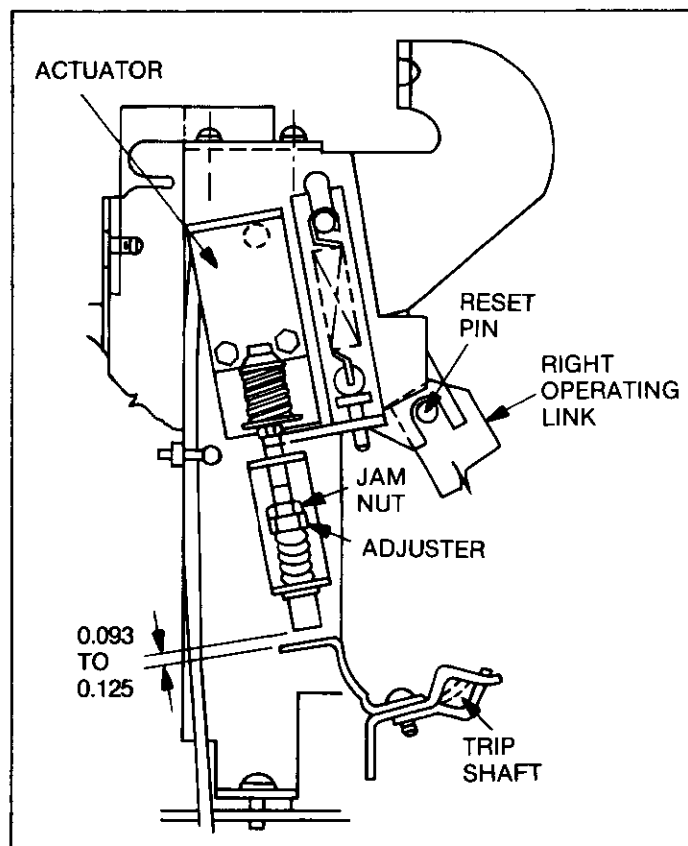 ACTUATOR
RESET
PIN
RIGHT
OPERATING
LINK
JAM
NUT
ADJUSTER
0.093
TO
0.125
TRIP
SHAFT